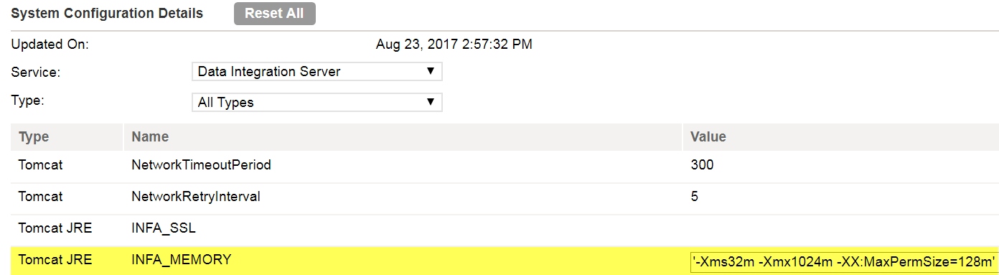 System Configuration Details Reset All
Updated On: Aug 23, 2017 2:57:32 PM
Service: Data Integration Server
Type: All Types
Type Name Value
Tomcat NetworkTimeoutPeriod 300
Tomcat NetworkRetryInterval 5
Tomcat JRE INFA_SSL
Tomcat JRE INFA_MEMORY '-Xms32m -Xmx1024m -XX:MaxPermSize=128m'